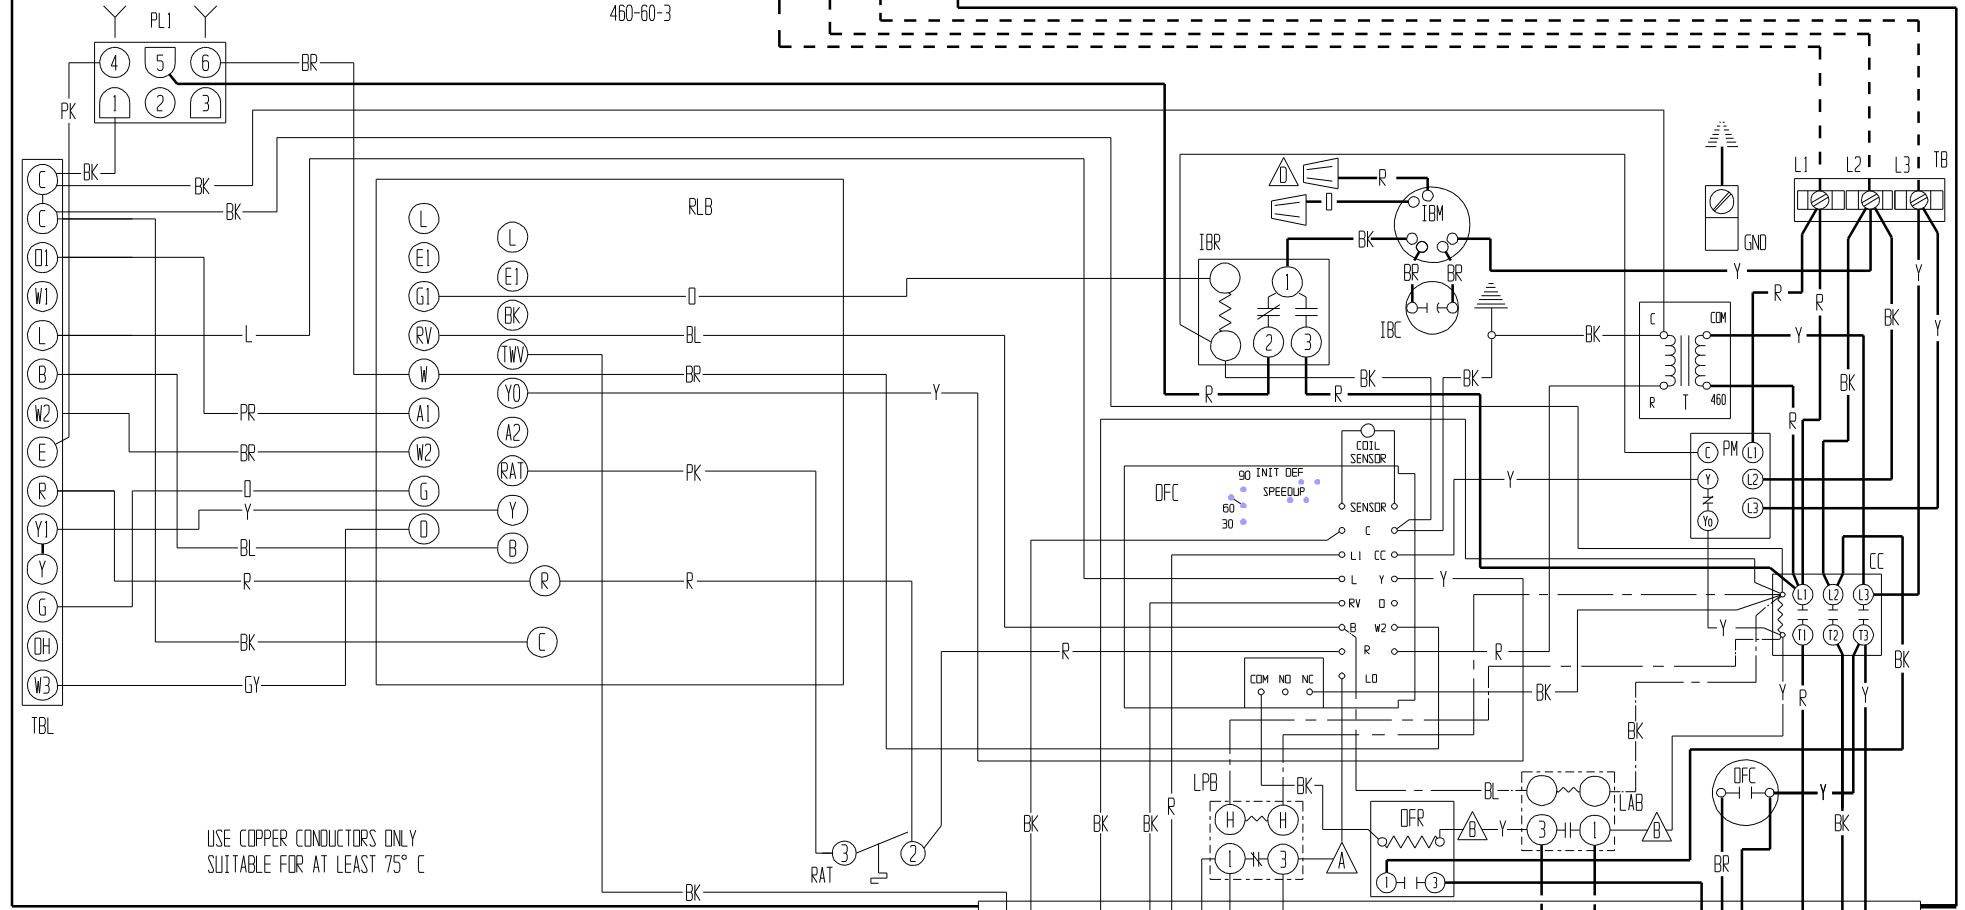 460-60-3
PL1
4 5 6
1 2 3
BR
PK
BK
BK
BK
C
C
O1
W1
L
B
W2
E
R
Y1
Y
G
OH
W3
TBL
L
PR
BR
O
Y
BL
R
BK
GY
RLB
L
E1
G1
RV
W
A1
W2
G
O
L
E1
BK
TWV
YO
A2
RAT
Y
B
R
C
O
BL
BR
Y
PK
R
BK
RAT
3 2
USE COPPER CONDUCTORS ONLY
SUITABLE FOR AT LEAST 75° C
D
R
O
IBM
BK
BR BR
IBC
IBR
1
2 3
R
BK
R
BK
BK
Y
GND
L1 L2 L3 TB
R
R
BK
BK
Y
Y
C COM
R T 460
Y
R
PM
C L1
Y L2
Yo L3
COIL
SENSOR
DFC
90 INIT DEF
SPEEDUP
60
30
SENSOR
C
L1 CC
L Y
RV O
B W2
R
LO
COM NO NC
Y
Y
R
R
BK
CC
L1 L2 L3
T1 T2 T3
Y
Y
R
Y
BK
BK
BK
BK
BK
R
LPB
H H
1 3
A
BK
DFR
1 3
B
Y
BL
LAB
3 1
B
OFC
Y
BR
BK